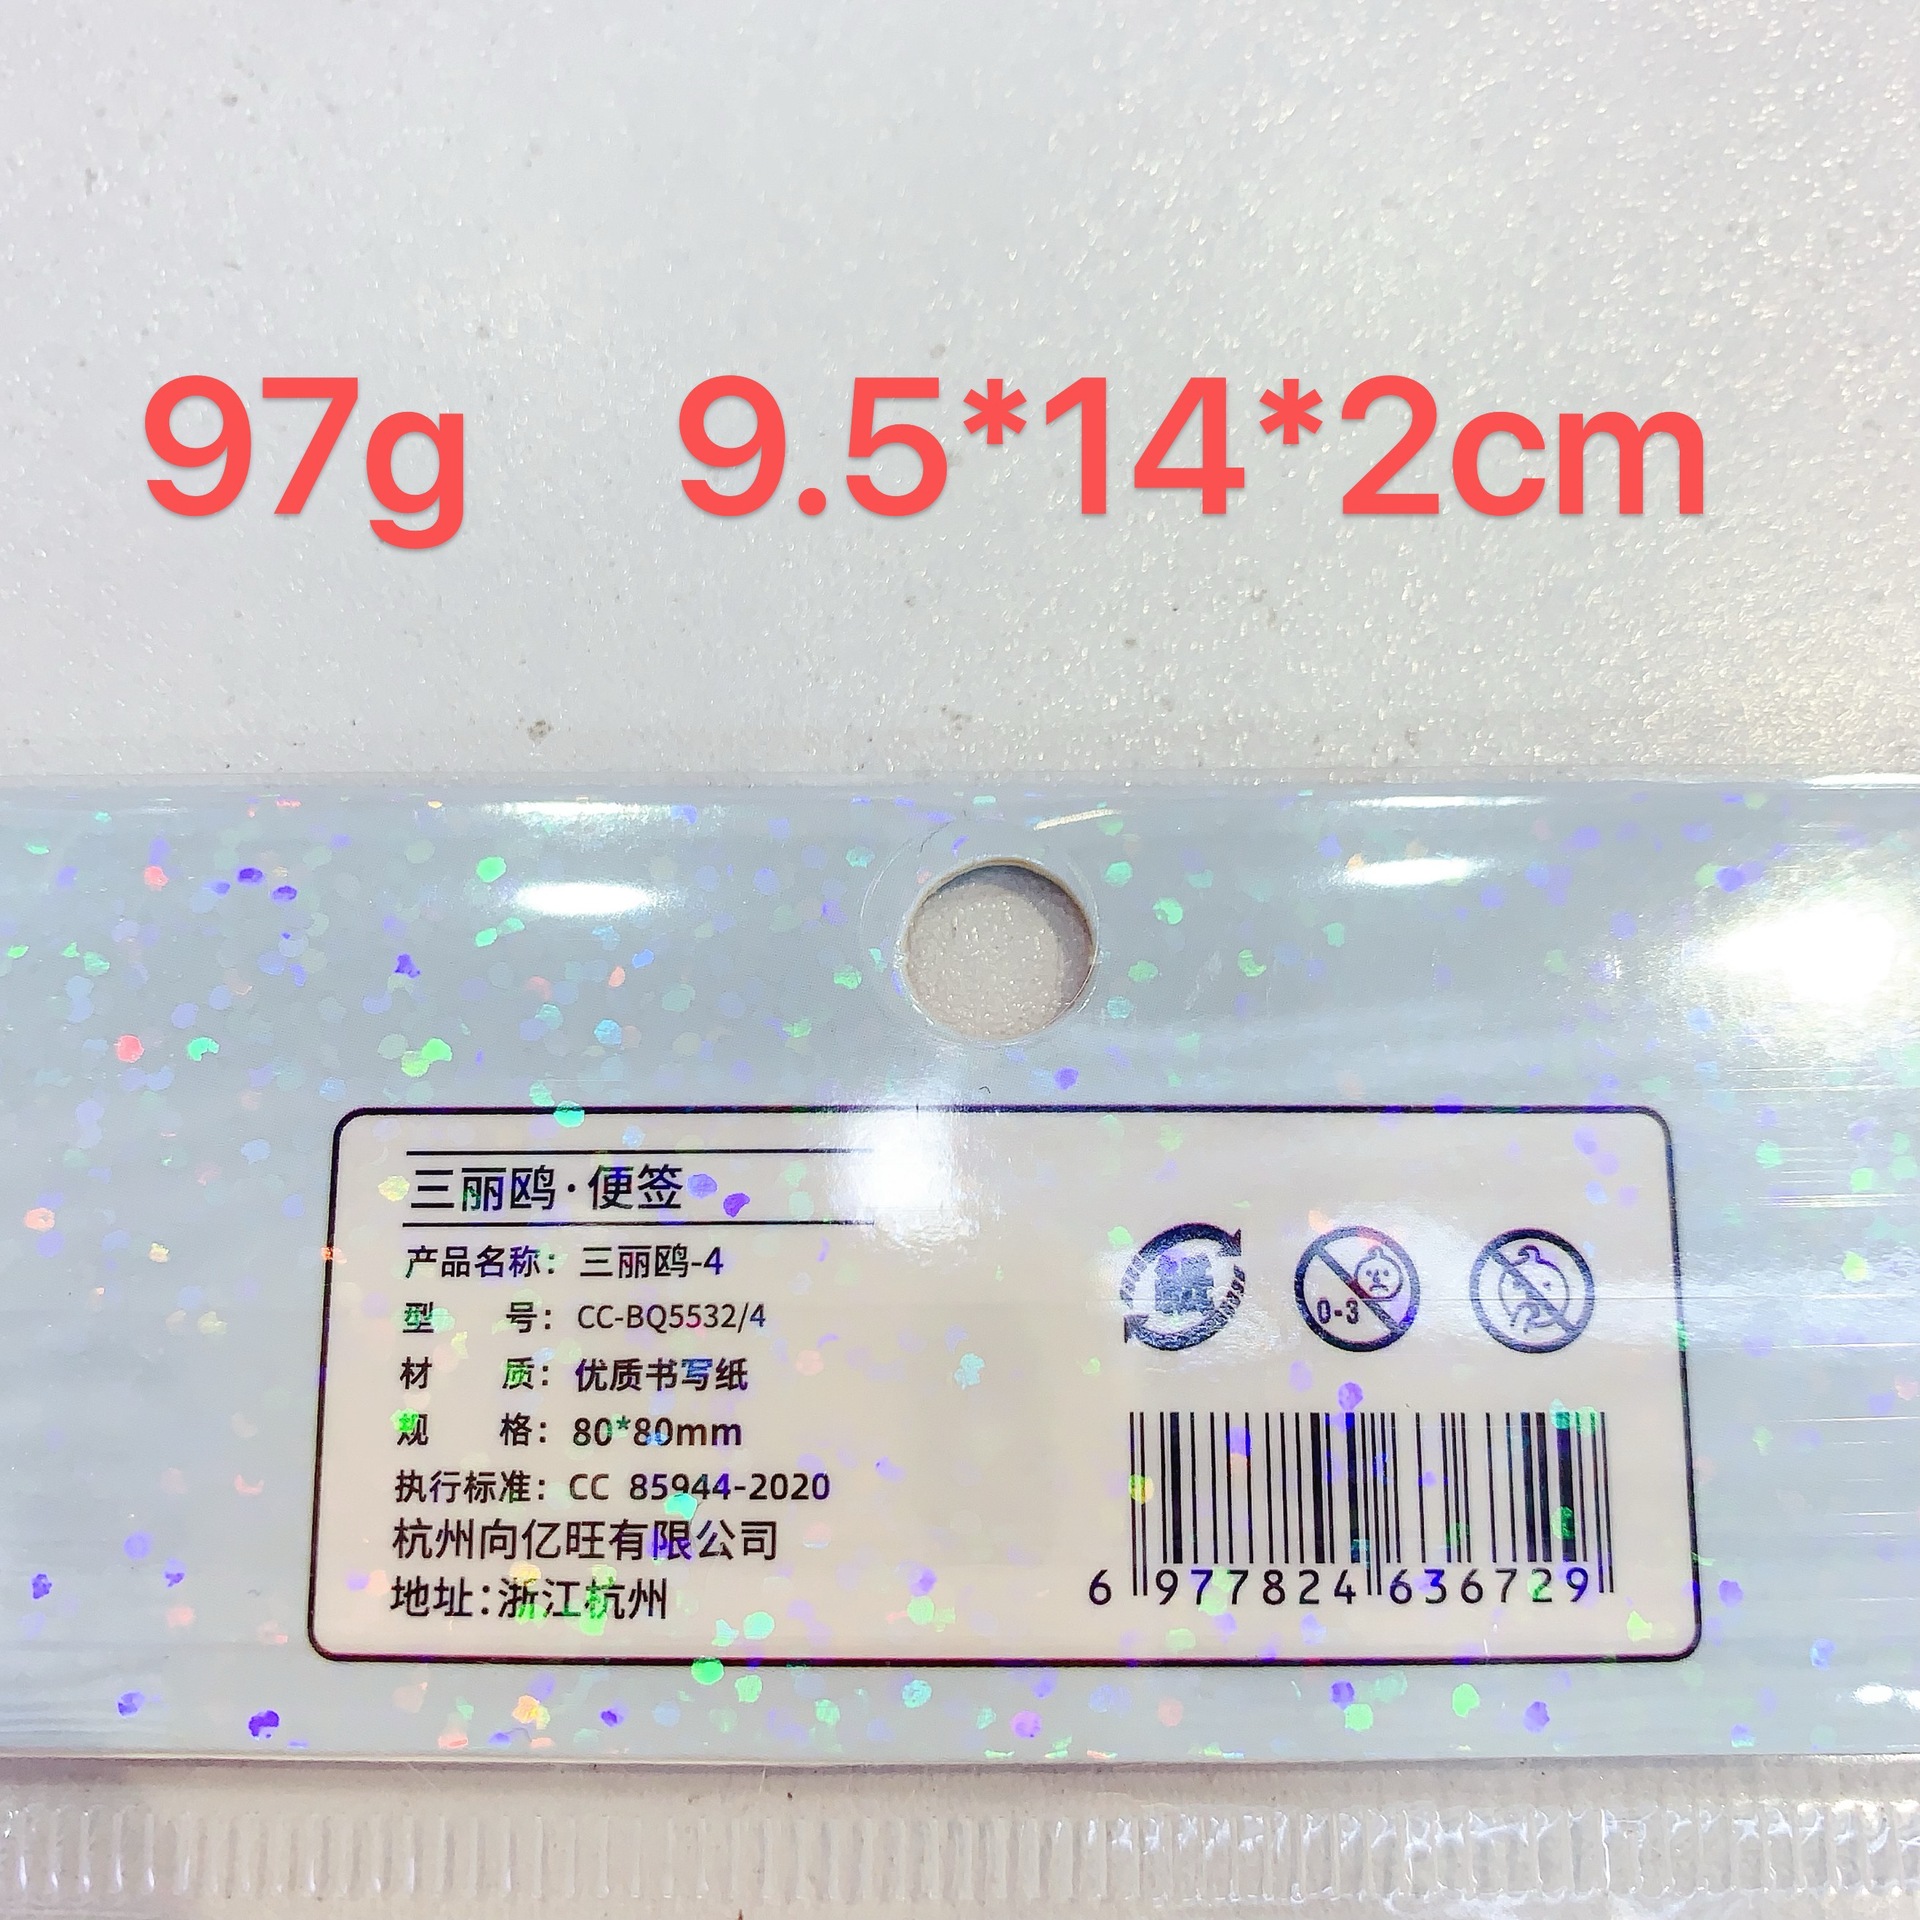 97g 9.5*14*2cm
三丽鸥·便签
产品名称：三丽鸥-4
型 号：CC-BQ5532/4
材 质：优质书写纸
规 格：80*80mm
执行标准：CC 85944-2020
杭州向亿旺有限公司
地址：浙江杭州
0-3
6 977824 636729